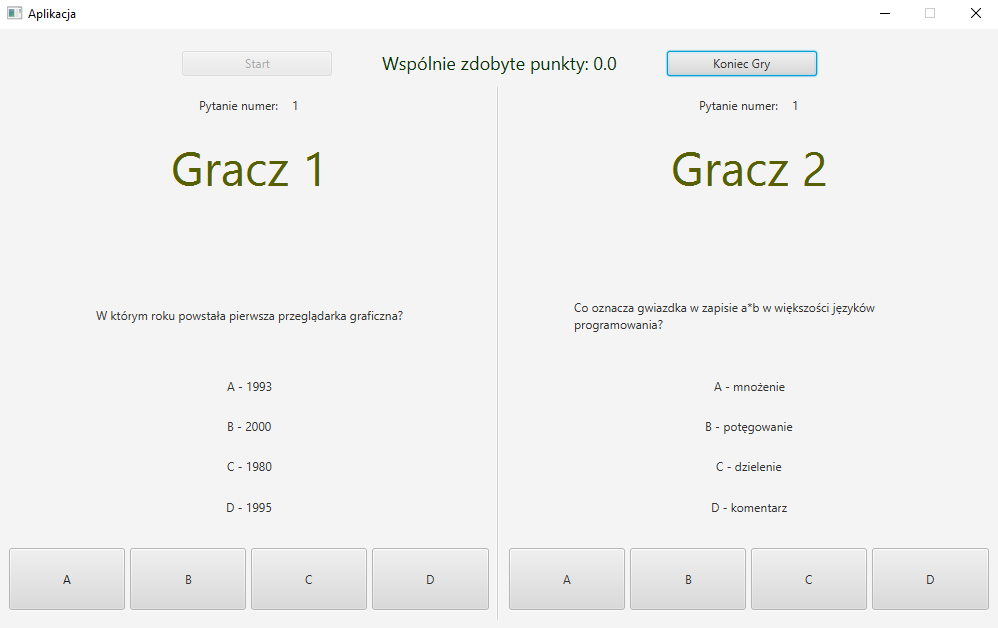 Aplikacja
Start
Wspólnie zdobyte punkty: 0.0
Koniec Gry
Pytanie numer: 1
Gracz 1
W którym roku powstała pierwsza przeglądarka graficzna?
A - 1993
B - 2000
C - 1980
D - 1995
A
B
C
D
Pytanie numer: 1
Gracz 2
Co oznacza gwiazdka w zapisie a*b w większości języków
programowania?
A - mnożenie
B - potęgowanie
C - dzielenie
D - komentarz
A
B
C
D